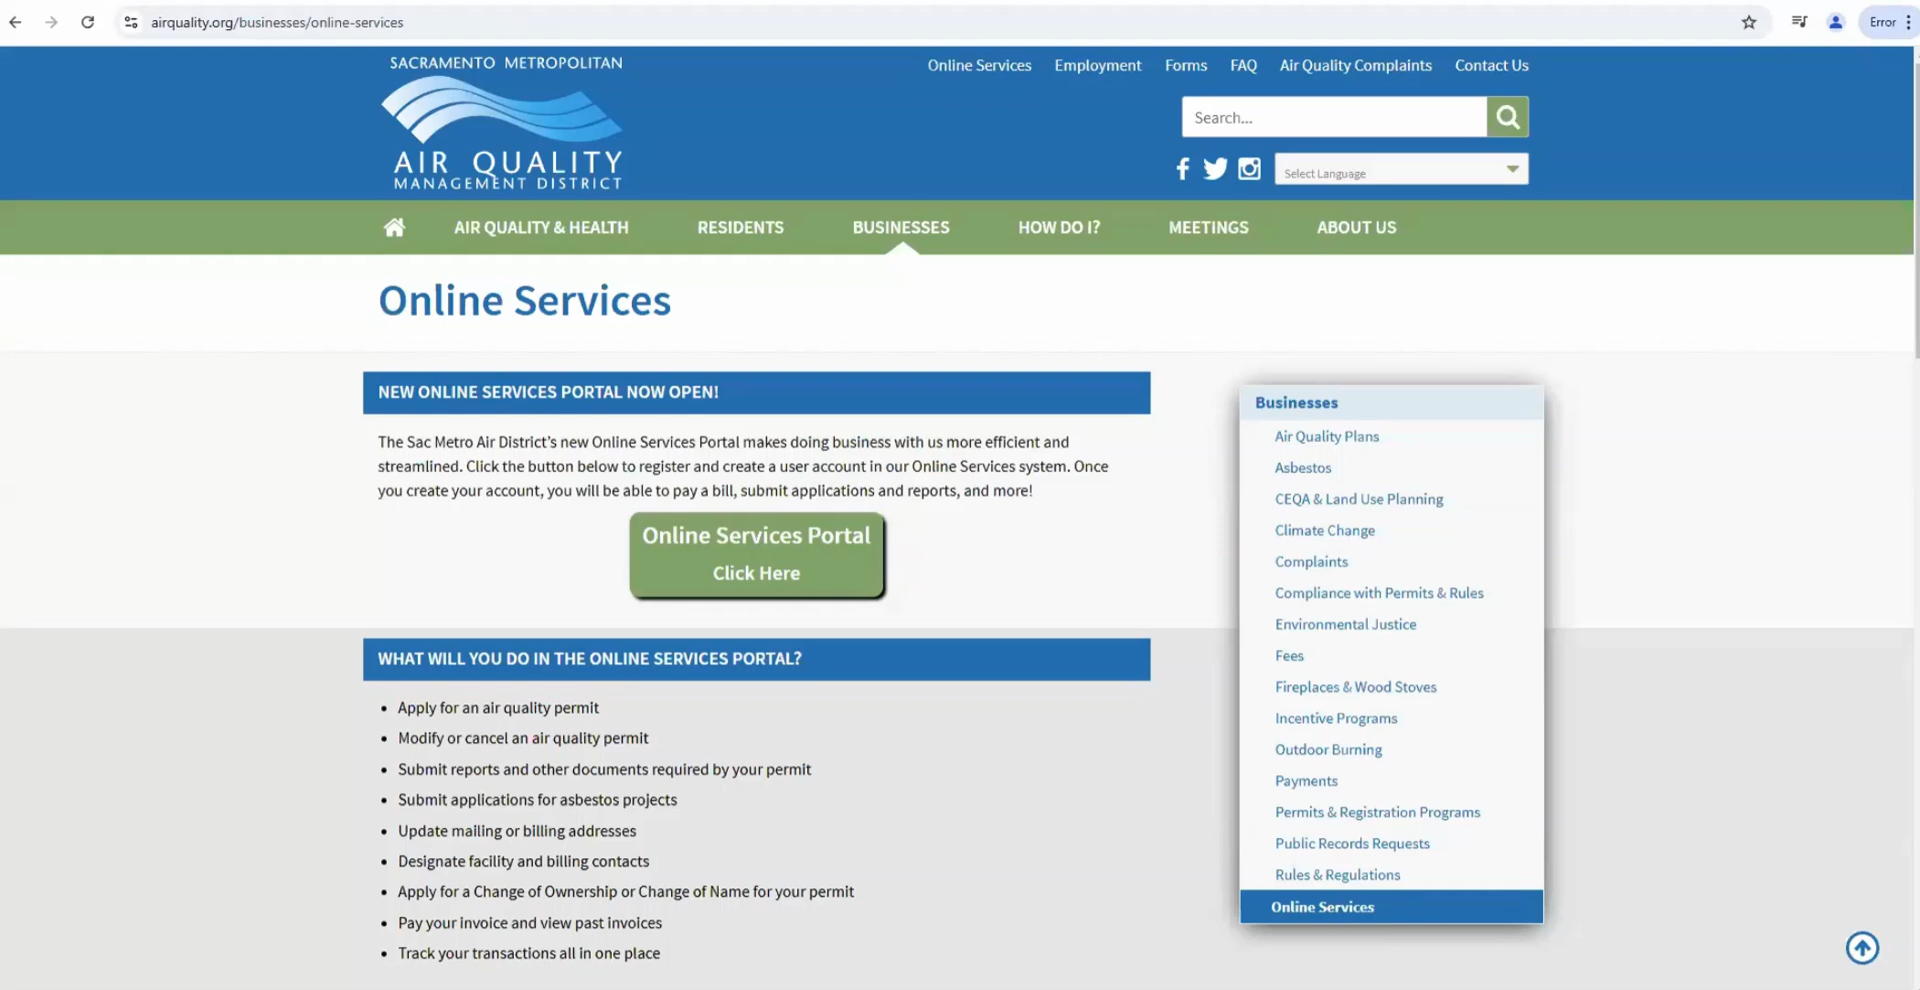 airquality.org/businesses/online-services
Error
SACRAMENTO METROPOLITAN
AIR QUALITY
MANAGEMENT DISTRICT
Online Services Employment Forms FAQ Air Quality Complaints Contact Us
Search...
Select Language
AIR QUALITY & HEALTH RESIDENTS BUSINESSES HOW DO I? MEETINGS ABOUT US
Online Services
NEW ONLINE SERVICES PORTAL NOW OPEN!
The Sac Metro Air District's new Online Services Portal makes doing business with us more efficient and
streamlined. Click the button below to register and create a user account in our Online Services system. Once
you create your account, you will be able to pay a bill, submit applications and reports, and more!
Online Services Portal
Click Here
WHAT WILL YOU DO IN THE ONLINE SERVICES PORTAL?
• Apply for an air quality permit
• Modify or cancel an air quality permit
• Submit reports and other documents required by your permit
• Submit applications for asbestos projects
• Update mailing or billing addresses
• Designate facility and billing contacts
• Apply for a Change of Ownership or Change of Name for your permit
• Pay your invoice and view past invoices
• Track your transactions all in one place
Businesses
Air Quality Plans
Asbestos
CEQA & Land Use Planning
Climate Change
Complaints
Compliance with Permits & Rules
Environmental Justice
Fees
Fireplaces & Wood Stoves
Incentive Programs
Outdoor Burning
Payments
Permits & Registration Programs
Public Records Requests
Rules & Regulations
Online Services